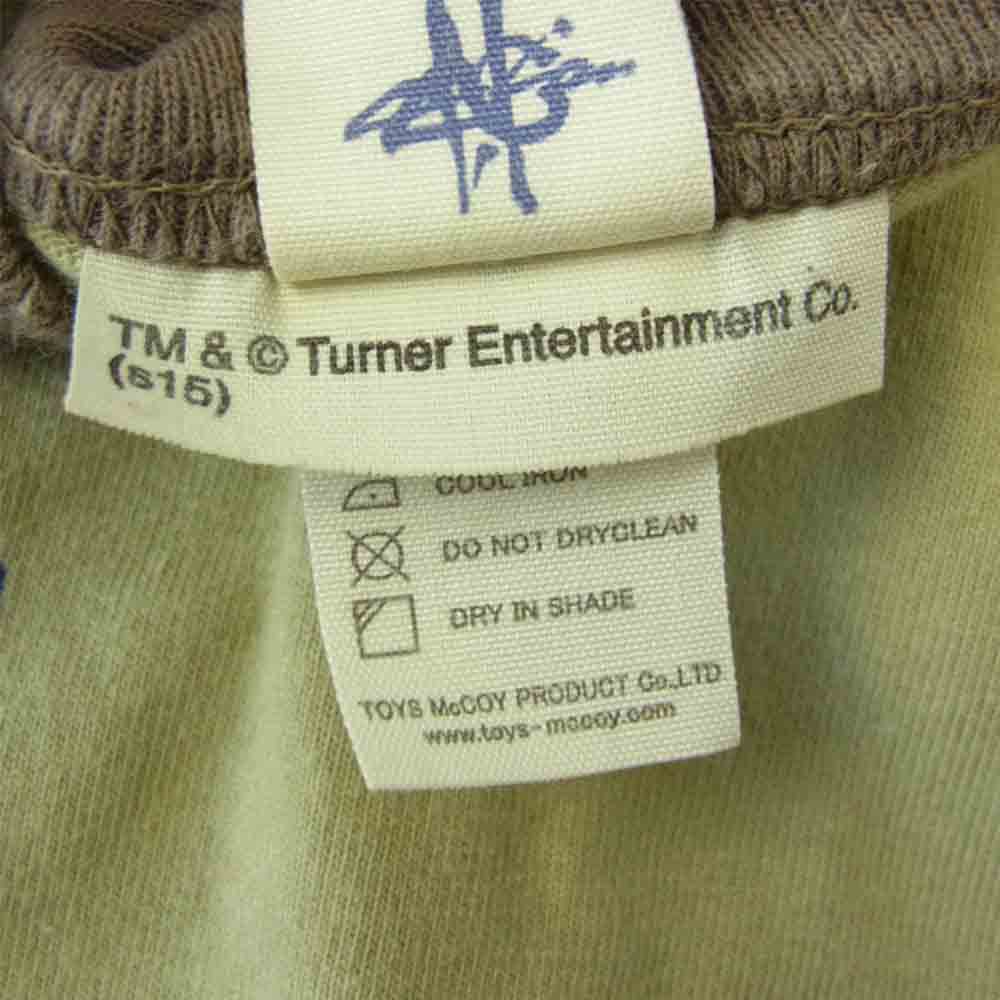 TM & © Turner Entertainment Co.
(s15)
COOL IRON
DO NOT DRYCLEAN
DRY IN SHADE
TOYS McCOY PRODUCT Co.,LTD
www.toys-mccoy.com